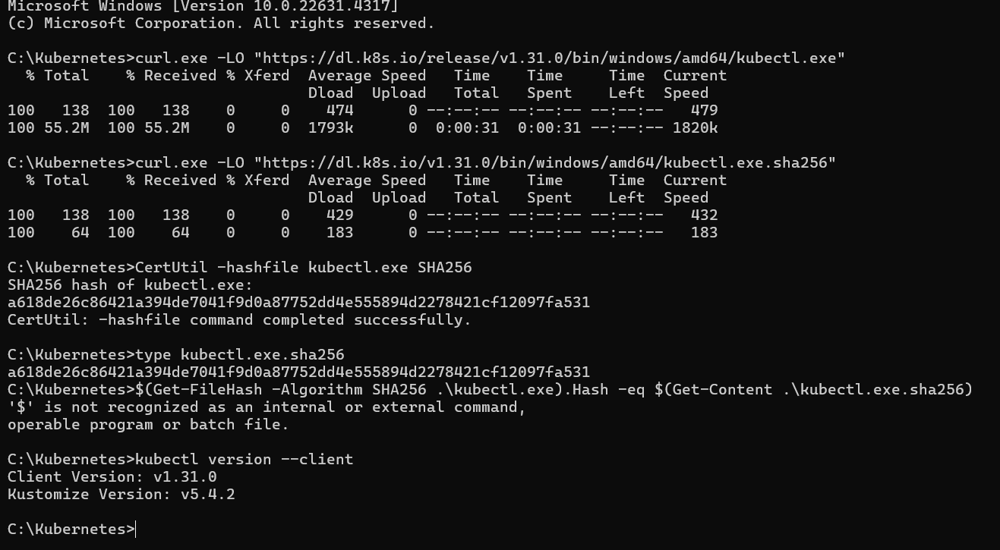 Microsoft Windows [Version 10.0.22631.4317]
(c) Microsoft Corporation. All rights reserved.

C:\Kubernetes>curl.exe -LO "https://dl.k8s.io/release/v1.31.0/bin/windows/amd64/kubectl.exe"
  % Total    % Received % Xferd  Average Speed   Time    Time     Time  Current
                                 Dload  Upload   Total   Spent    Left  Speed
100   138  100   138    0     0    474      0 --:--:-- --:--:-- --:--:--   479
100 55.2M  100 55.2M    0     0  1793k      0  0:00:31  0:00:31 --:--:-- 1820k

C:\Kubernetes>curl.exe -LO "https://dl.k8s.io/v1.31.0/bin/windows/amd64/kubectl.exe.sha256"
  % Total    % Received % Xferd  Average Speed   Time    Time     Time  Current
                                 Dload  Upload   Total   Spent    Left  Speed
100   138  100   138    0     0    429      0 --:--:-- --:--:-- --:--:--   432
100    64  100    64    0     0    183      0 --:--:-- --:--:-- --:--:--   183

C:\Kubernetes>CertUtil -hashfile kubectl.exe SHA256
SHA256 hash of kubectl.exe:
a618de26c86421a394de7041f9d0a87752dd4e555894d2278421cf12097fa531
CertUtil: -hashfile command completed successfully.

C:\Kubernetes>type kubectl.exe.sha256
a618de26c86421a394de7041f9d0a87752dd4e555894d2278421cf12097fa531
C:\Kubernetes>$(Get-FileHash -Algorithm SHA256 .\kubectl.exe).Hash -eq $(Get-Content .\kubectl.exe.sha256)
'$' is not recognized as an internal or external command,
operable program or batch file.

C:\Kubernetes>kubectl version --client
Client Version: v1.31.0
Kustomize Version: v5.4.2

C:\Kubernetes>